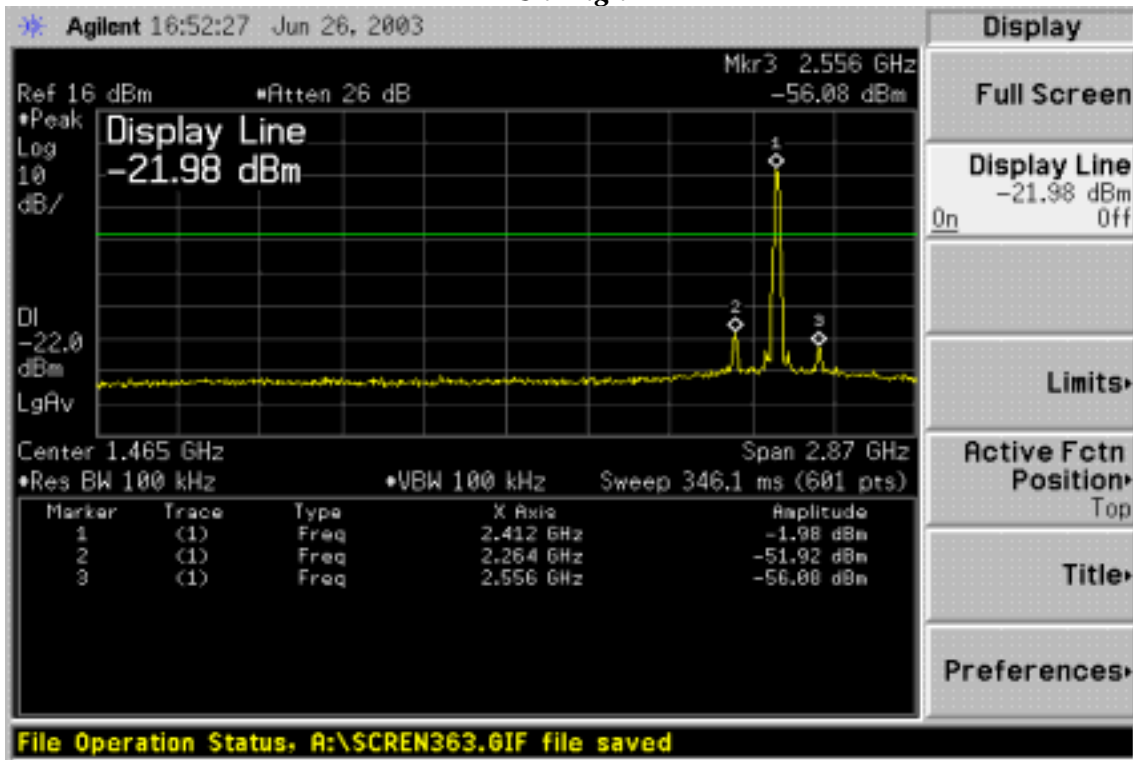 Agilent 16:52:27 Jun 26, 2003
Display
Mkr3 2.556 GHz
Ref 16 dBm #Atten 26 dB -56.08 dBm
Full Screen
#Peak
Log
10
dB/
Display Line
-21.98 dBm
1
Display Line
-21.98 dBm
On Off
2
3
DI
-22.0
dBm
LgAv
Limits
Center 1.465 GHz Span 2.87 GHz
#Res BW 100 kHz #VBW 100 kHz Sweep 346.1 ms (601 pts)
Active Fctn
Position
Top
Marker Trace Type X Axis Amplitude
1 (1) Freq 2.412 GHz -1.98 dBm
2 (1) Freq 2.264 GHz -51.92 dBm
3 (1) Freq 2.556 GHz -56.08 dBm
Title
Preferences
File Operation Status, A:\SCREN363.GIF file saved